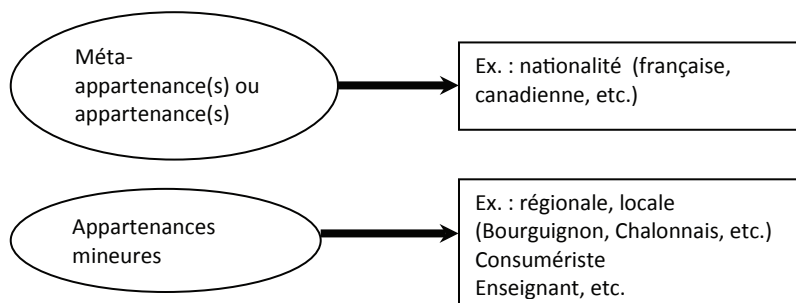 Méta-
appartenance(s) ou
appartenance(s)
Ex. : nationalité (française,
canadienne, etc.)
Appartenances
mineures
Ex. : régionale, locale
(Bourguignon, Chalonnais, etc.)
Consumériste
Enseignant, etc.